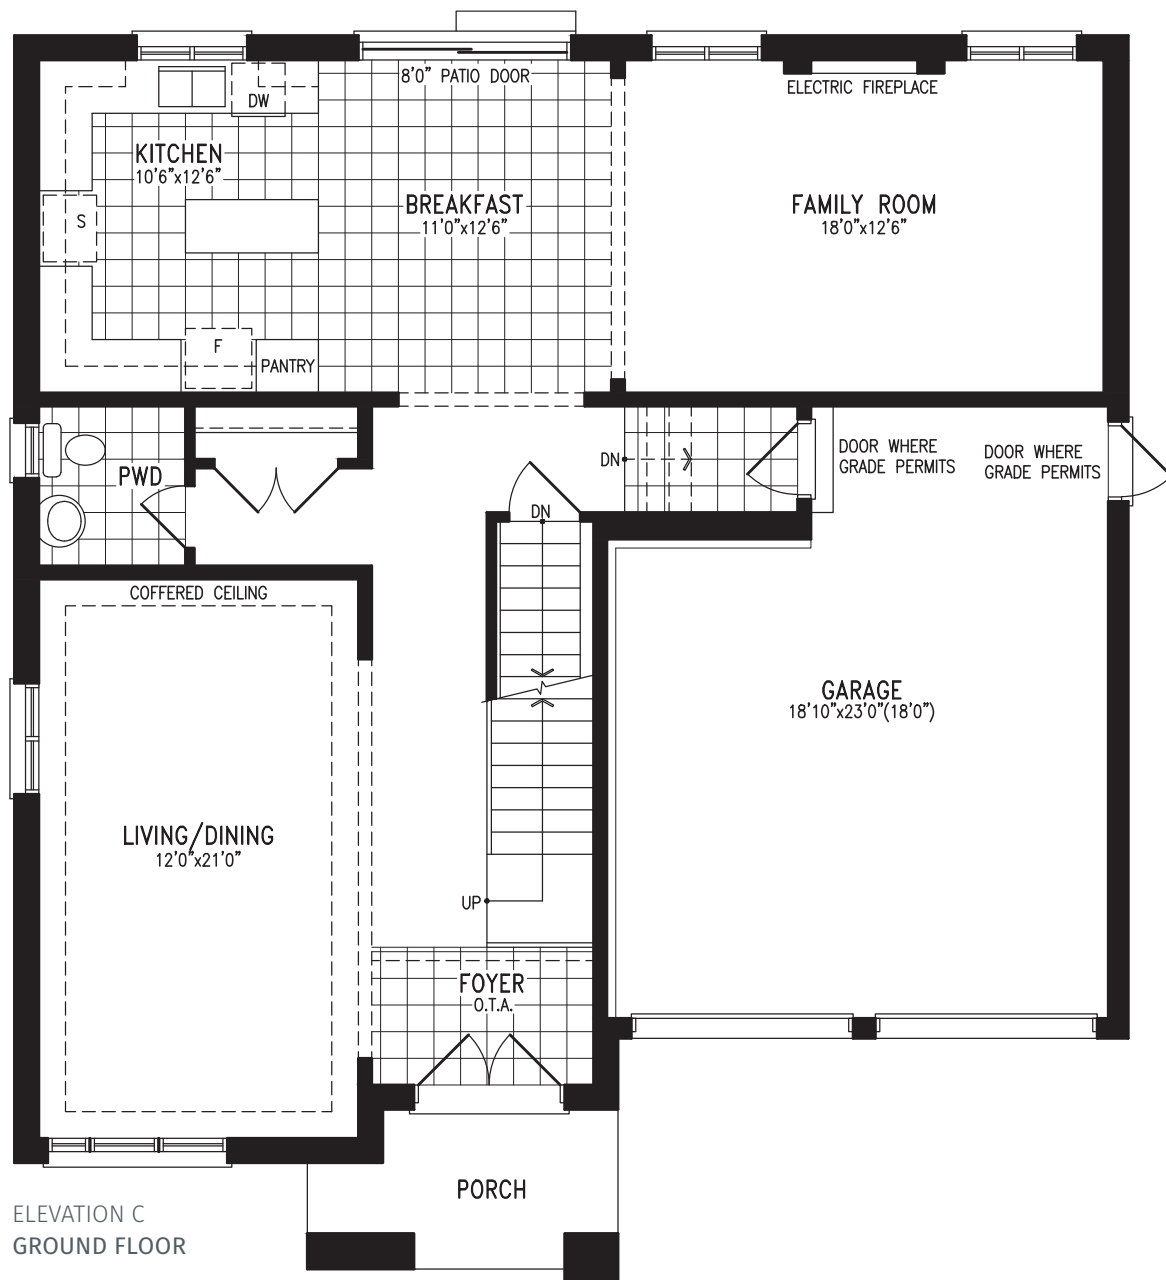 8'0" PATIO DOOR
DW
ELECTRIC FIREPLACE
KITCHEN
10'6"x12'6"
S
BREAKFAST
11'0"x12'6"
FAMILY ROOM
18'0"x12'6"
F
PANTRY
PWD
DN
DOOR WHERE
GRADE PERMITS
DOOR WHERE
GRADE PERMITS
DN
COFFERED CEILING
GARAGE
18'10"x23'0"(18'0")
LIVING/DINING
12'0"x21'0"
UP
FOYER
O.T.A.
PORCH
ELEVATION C
GROUND FLOOR